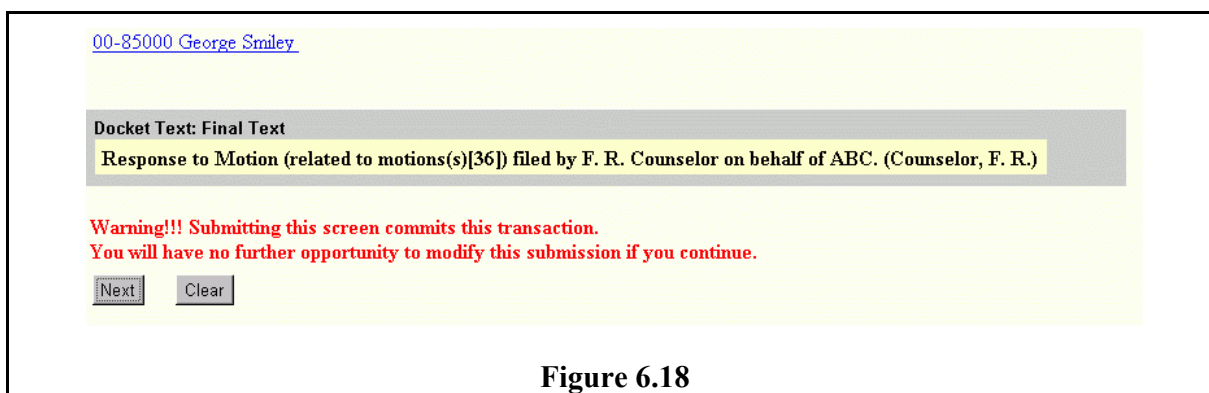 00-85000 George Smiley
Docket Text: Final Text
Response to Motion (related to motions(s)[36]) filed by F. R. Counselor on behalf of ABC. (Counselor, F. R.)
Warning!!! Submitting this screen commits this transaction.
You will have no further opportunity to modify this submission if you continue.
Next Clear
Figure 6.18